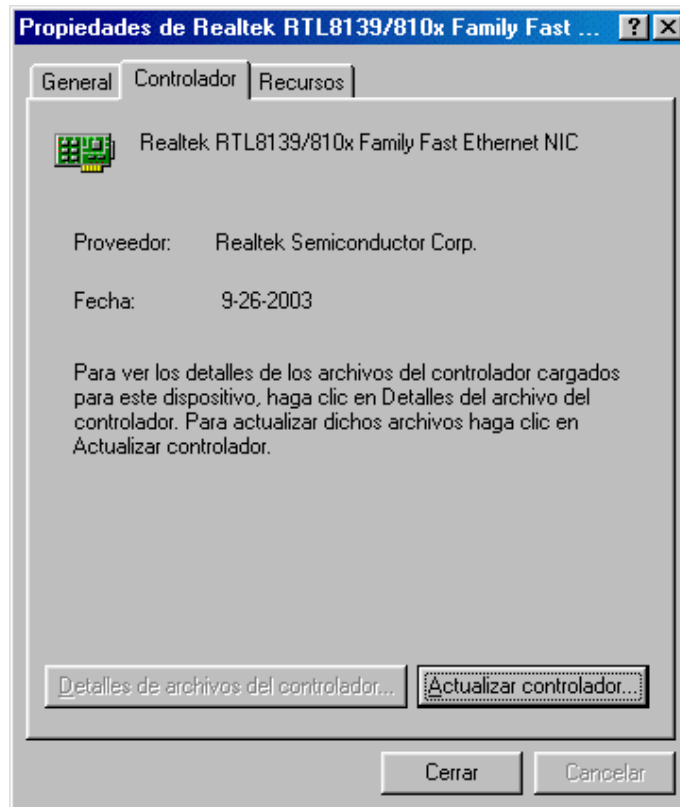 Propiedades de Realtek RTL8139/810x Family Fast ...
General Controlador Recursos
Realtek RTL8139/810x Family Fast Ethernet NIC
Proveedor: Realtek Semiconductor Corp.
Fecha: 9-26-2003
Para ver los detalles de los archivos del controlador cargados
para este dispositivo, haga clic en Detalles del archivo del
controlador. Para actualizar dichos archivos haga clic en
Actualizar controlador.
Detalles de archivos del controlador... Actualizar controlador...
Cerrar Cancelar